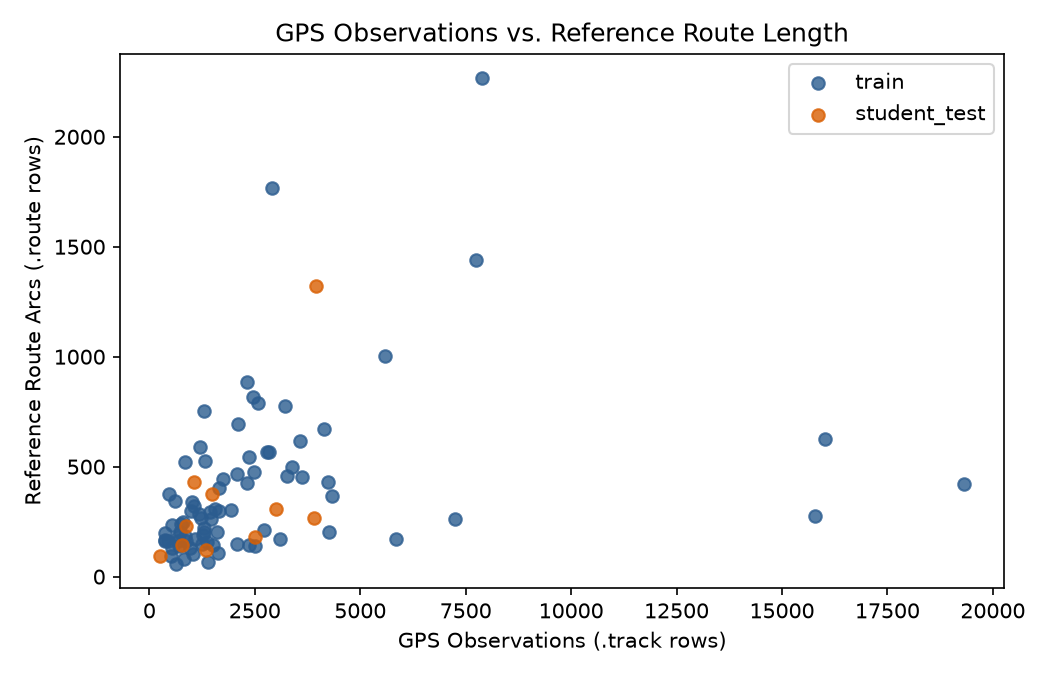 GPS Observations vs. Reference Route Length
train
student_test
Reference Route Arcs (.route rows)
2000
1500
1000
500
0
0 2500 5000 7500 10000 12500 15000 17500 20000
GPS Observations (.track rows)